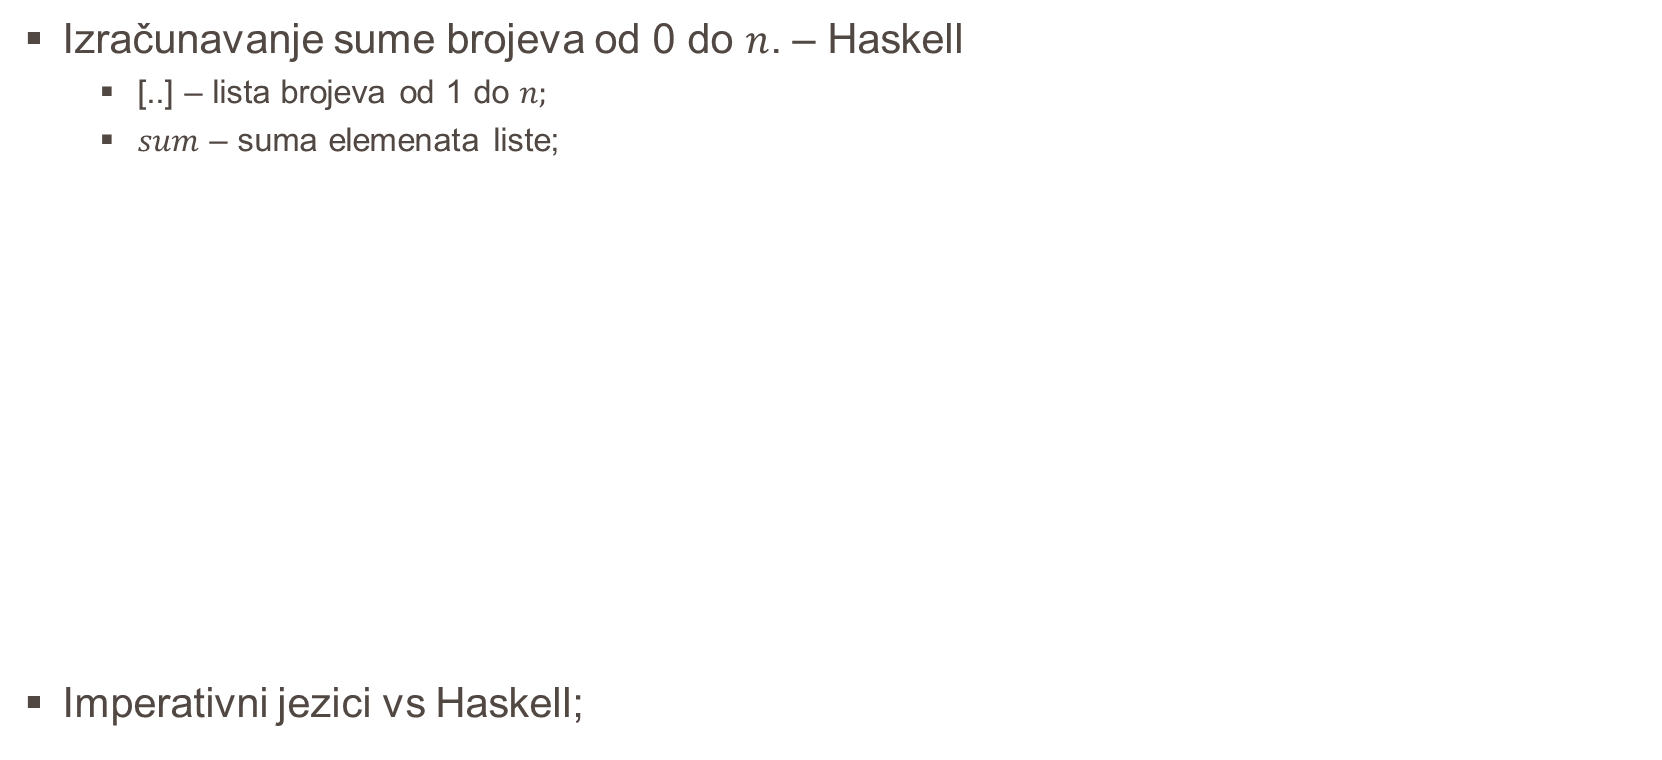 ▪ Izračunavanje sume brojeva od 0 do n. – Haskell
▪ [..] – lista brojeva od 1 do n;
▪ sum – suma elemenata liste;
▪ Imperativni jezici vs Haskell;